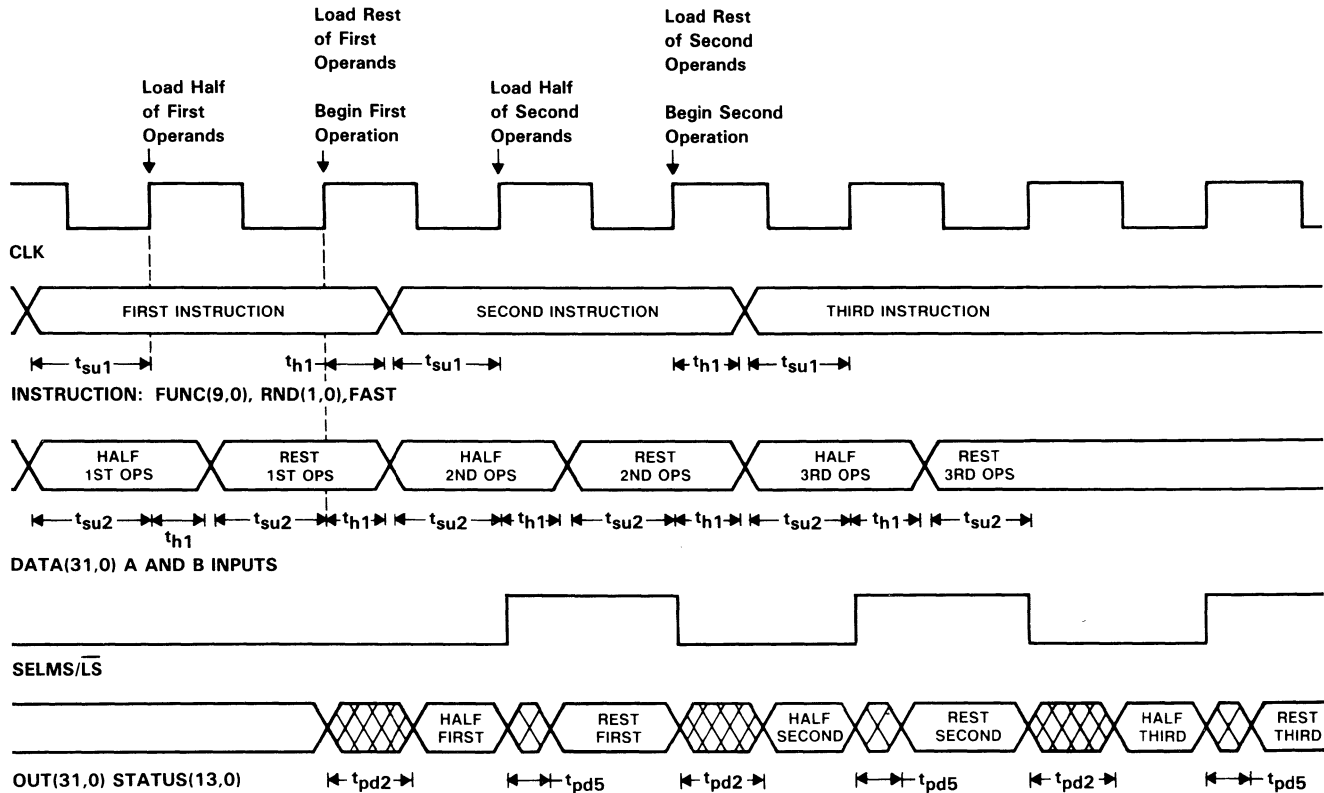 Load Half
of First
Operands
Load Rest
of First
Operands
Begin First
Operation
Load Half
of Second
Operands
Load Rest
of Second
Operands
Begin Second
Operation
CLK
FIRST INSTRUCTION
SECOND INSTRUCTION
THIRD INSTRUCTION
tsu1
th1
tsu1
th1
tsu1
INSTRUCTION: FUNC(9,0), RND(1,0),FAST
HALF
1ST OPS
REST
1ST OPS
HALF
2ND OPS
REST
2ND OPS
HALF
3RD OPS
REST
3RD OPS
tsu2
th1
tsu2
th1
tsu2
th1
tsu2
th1
tsu2
th1
tsu2
DATA(31,0) A AND B INPUTS
SELMS/L̅S̅
HALF
FIRST
REST
FIRST
HALF
SECOND
REST
SECOND
HALF
THIRD
REST
THIRD
OUT(31,0) STATUS(13,0)
tpd2
tpd5
tpd2
tpd5
tpd2
tpd5